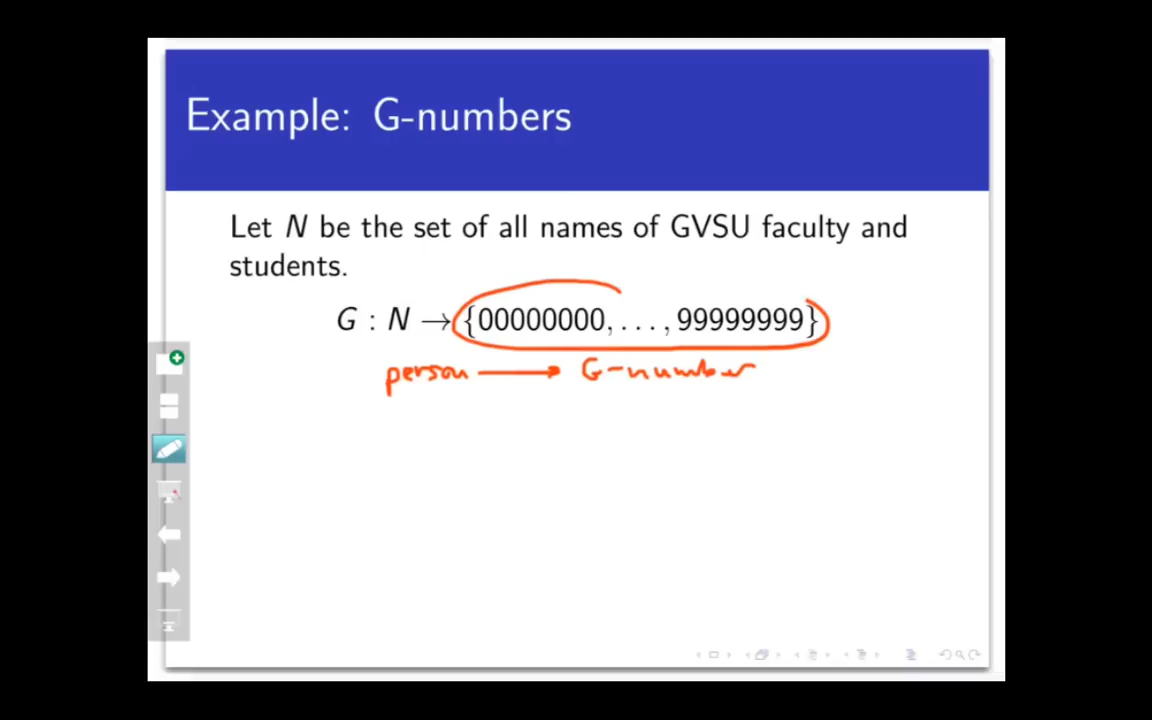 Example: G-numbers
Let N be the set of all names of GVSU faculty and
students.
G : N → {00000000, . . . , 99999999}
person → G-number